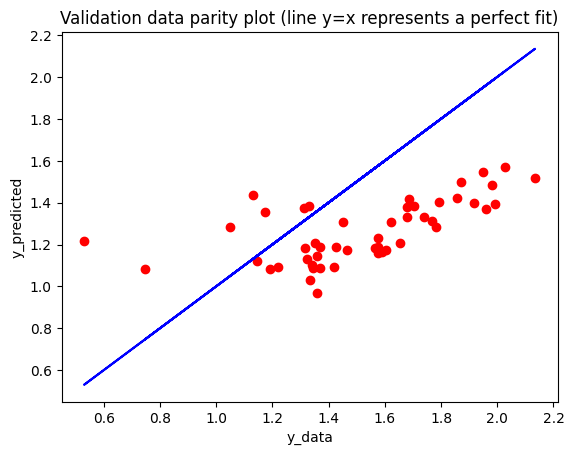 Validation data parity plot (line y=x represents a perfect fit)
2.2
2.0
1.8
1.6
1.4
1.2
1.0
0.8
0.6
y_predicted
0.6 0.8 1.0 1.2 1.4 1.6 1.8 2.0 2.2
y_data